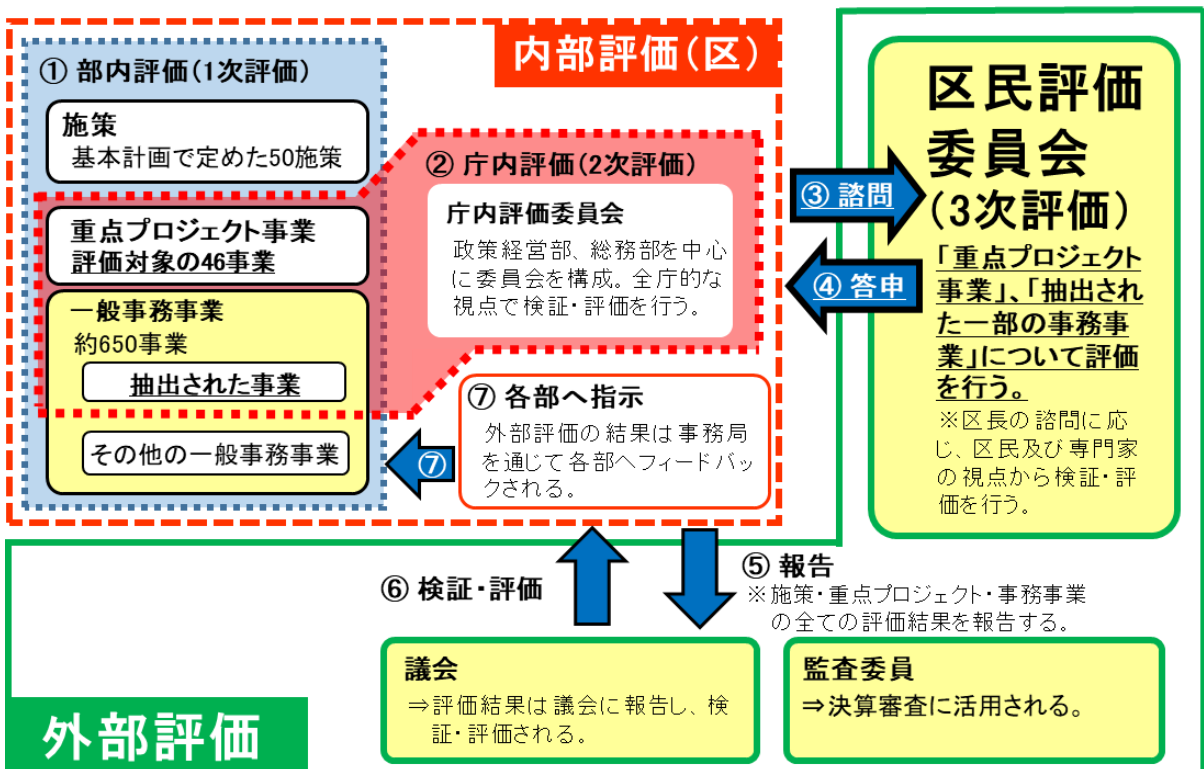 内部評価(区)
① 部内評価(1次評価)
施策
基本計画で定めた50施策
重点プロジェクト事業
評価対象の46事業
一般事務事業
約650事業
抽出された事業
その他の一般事務事業
② 庁内評価(2次評価)
庁内評価委員会
政策経営部、総務部を中心
に委員会を構成。全庁的な
視点で検証・評価を行う。
③ 諮問
④ 答申
区民評価
委員会
(3次評価)
「重点プロジェクト
事業」、「抽出され
た一部の事務事
業」について評価
を行う。
※区長の諮問に応
じ、区民及び専門家
の視点から検証・評
価を行う。
⑦ 各部へ指示
外部評価の結果は事務局
を通じて各部へフィードバッ
クされる。
⑦
⑥ 検証・評価
⑤ 報告
※施策・重点プロジェクト・事務事業
の全ての評価結果を報告する。
議会
⇒評価結果は議会に報告し、検
証・評価される。
監査委員
⇒決算審査に活用される。
外部評価